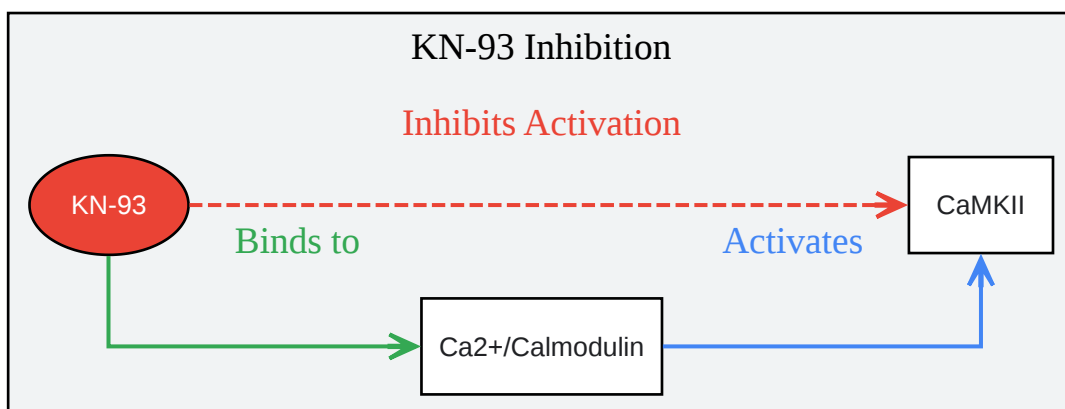 KN-93 Inhibition
Inhibits Activation
KN-93
CaMKII
Binds to
Activates
Ca2+/Calmodulin